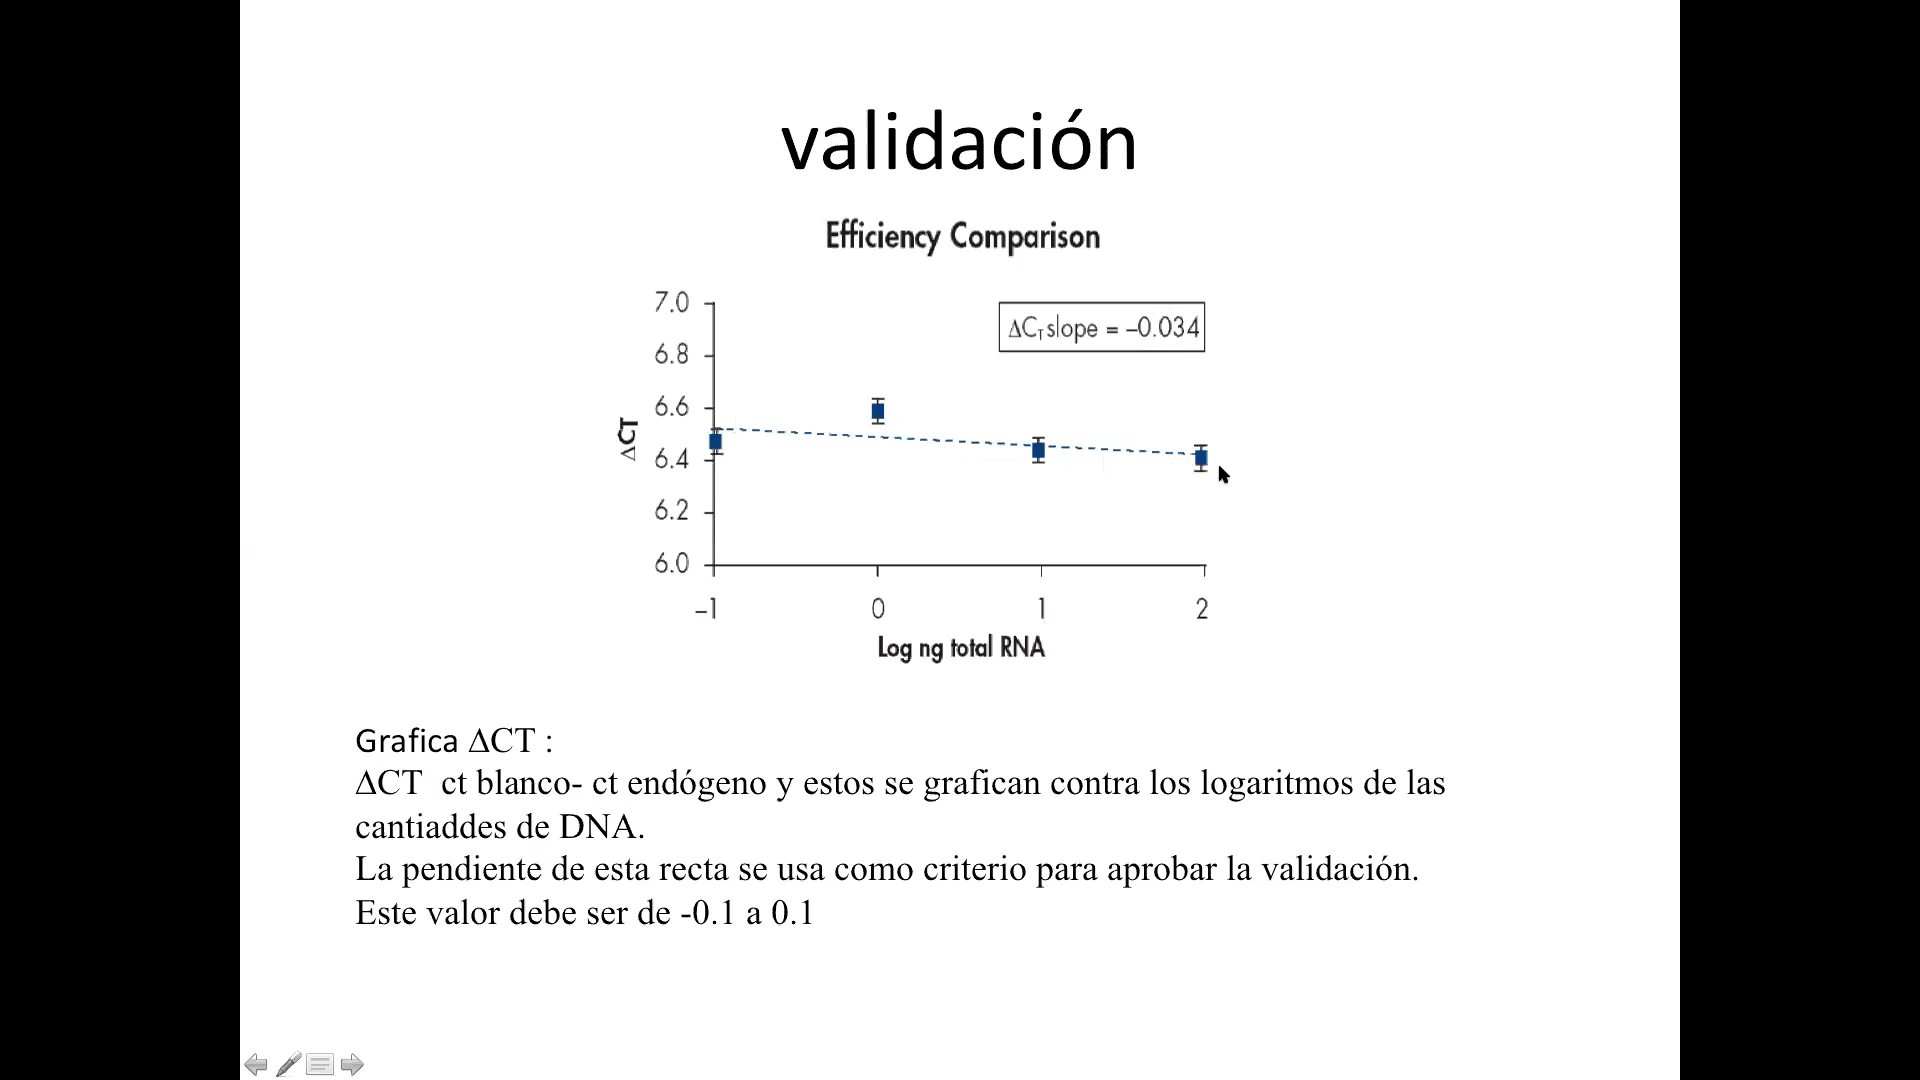 validación
Efficiency Comparison
7.0
ΔCT slope = –0.034
6.8
6.6
6.4
6.2
6.0
ΔCT
–1 0 1 2
Log ng total RNA
Grafica ΔCT :
ΔCT ct blanco- ct endógeno y estos se grafican contra los logaritmos de las
cantiaddes de DNA.
La pendiente de esta recta se usa como criterio para aprobar la validación.
Este valor debe ser de -0.1 a 0.1